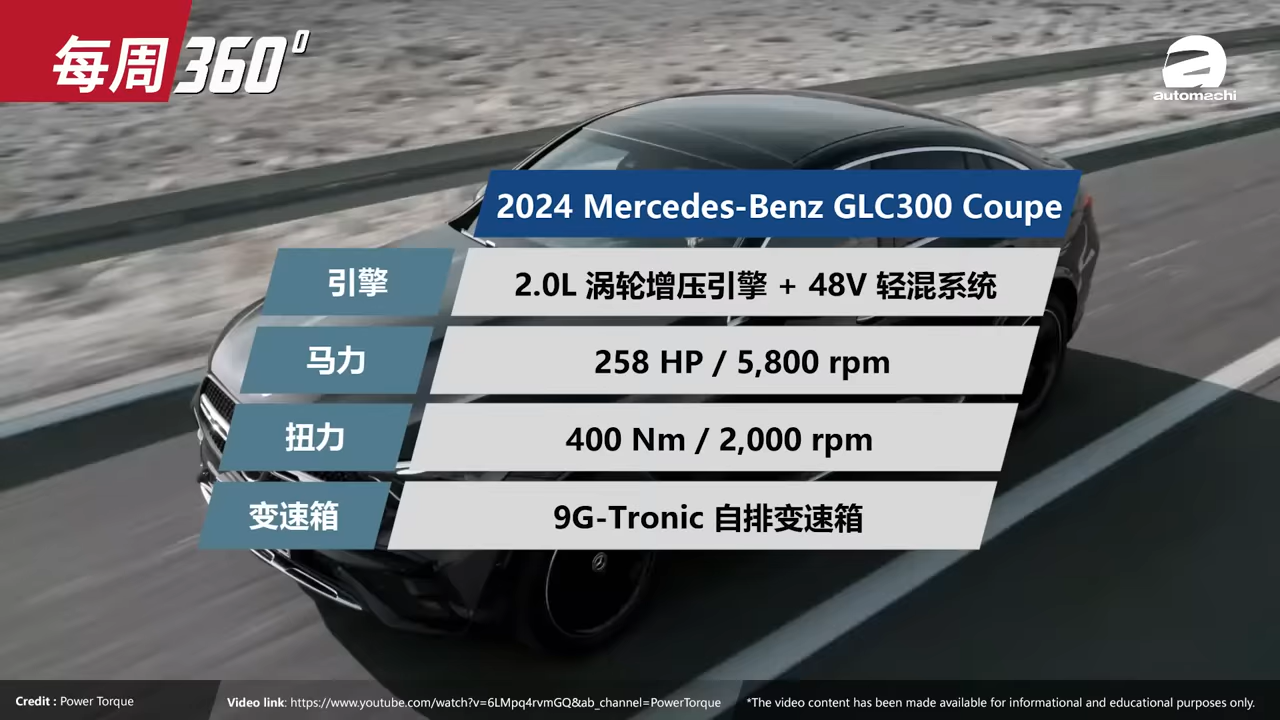 每周360°
automachi
2024 Mercedes-Benz GLC300 Coupe
引擎 2.0L 涡轮增压引擎 + 48V 轻混系统
马力 258 HP / 5,800 rpm
扭力 400 Nm / 2,000 rpm
变速箱 9G-Tronic 自排变速箱
Credit : Power Torque
Video link: https://www.youtube.com/watch?v=6LMpq4rvmGQ&ab_channel=PowerTorque
*The video content has been made available for informational and educational purposes only.